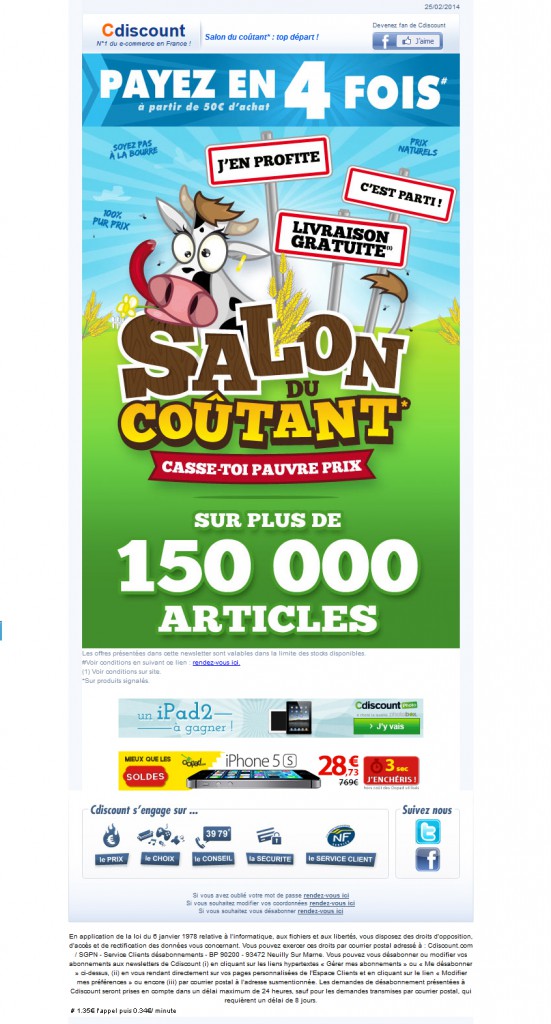 25/02/2014
Cdiscount
N°1 du e-commerce en France !
Salon du coûtant* : top départ !
Devenez fan de Cdiscount
f J'aime
PAYEZ EN 4 FOIS#
à partir de 50€ d'achat
SOYEZ PAS
À LA BOURRE
J'EN PROFITE
PRIX
NATURELS
C'EST PARTI !
100%
PUR PRIX
LIVRAISON
GRATUITE(1)
SALON
DU
COÛTANT*
CASSE-TOI PAUVRE PRIX
SUR PLUS DE
150 000
ARTICLES
Les offres présentées dans cette newsletter sont valables dans la limite des stocks disponibles.
#Voir conditions en suivant ce lien : rendez-vous ici.
(1) Voir conditions sur site.
*Sur produits signalés.
un iPad2
à gagner !
Cdiscount
J'y vais
MIEUX QUE LES
SOLDES
iPhone 5 S
28,€73
769€
3 sec
J'ENCHÉRIS !
Cdiscount s'engage sur ...
Suivez nous
39 79*
NF
le PRIX
le CHOIX
le CONSEIL
la SECURITE
le SERVICE CLIENT
Si vous avez oublié votre mot de passe rendez-vous ici
Si vous souhaitez modifier vos coordonnées rendez-vous ici
Si vous souhaitez vous désabonner rendez-vous ici
En application de la loi du 6 janvier 1978 relative à l'informatique, aux fichiers et aux libertés, vous disposez des droits d'opposition,
d'accès et de rectification des données vous concernant. Vous pouvez exercer ces droits par courrier postal adressé à : Cdiscount.com
/ SGPN - Service Clients désabonnements - BP 90200 - 93472 Neuilly Sur Marne. Vous pouvez vous désabonner ou modifier vos
abonnements aux newsletters de Cdiscount (i) en cliquant sur les liens hypertextes « Gérer mes abonnements » ou « Me désabonner
» ci-dessus, (ii) en vous rendant directement sur vos pages personnalisées de l'Espace Clients et en cliquant sur le lien « Modifier
mes préférences » ou encore (iii) par courrier postal à l'adresse susmentionnée. Les demandes de désabonnement présentées à
Cdiscount seront prises en compte dans un délai maximum de 24 heures, sauf pour les demandes transmises par courrier postal, qui
requièrent un délai de 8 jours.
# 1.35€ l'appel puis 0.34€/ minute